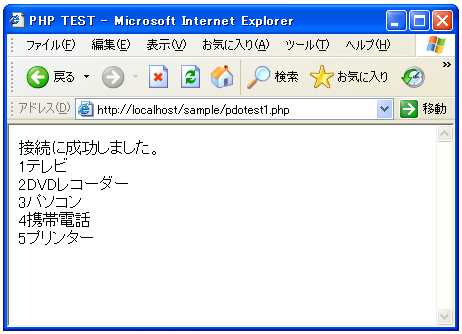 PHP TEST - Microsoft Internet Explorer
ファイル(F) 編集(E) 表示(V) お気に入り(A) ツール(T) ヘルプ(H)
戻る 検索 お気に入り
アドレス(D) http://localhost/sample/pdotest1.php 移動
接続に成功しました。
1テレビ
2DVDレコーダー
3パソコン
4携帯電話
5プリンター